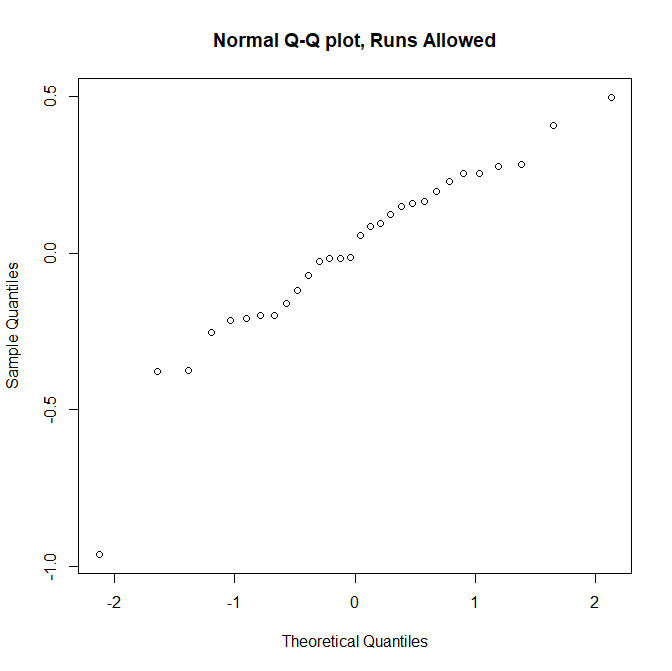 Normal Q-Q plot, Runs Allowed
0.5
0.0
-0.5
-1.0
Sample Quantiles
-2 -1 0 1 2
Theoretical Quantiles